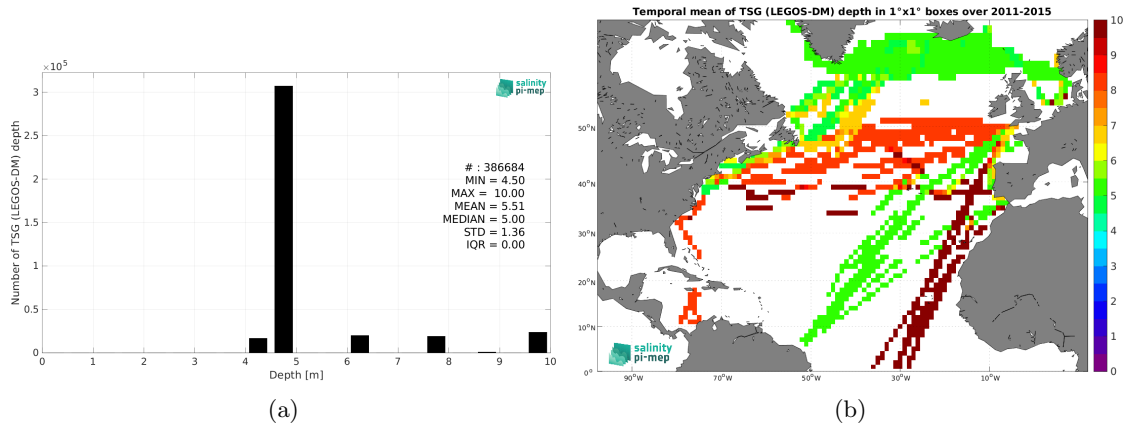 ×10⁵
3
2.5
2
1.5
1
0.5
0
Number of TSG (LEGOS-DM) depth
salinity
pi-mep
# : 386684
MIN = 4.50
MAX = 10.00
MEAN = 5.51
MEDIAN = 5.00
STD = 1.36
IQR = 0.00
0 1 2 3 4 5 6 7 8 9 10
Depth [m]
(a)
Temporal mean of TSG (LEGOS-DM) depth in 1°x1° boxes over 2011-2015
50°N
40°N
30°N
20°N
10°N
0°
90°W 70°W 50°W 30°W 10°W
salinity
pi-mep
10
9
8
7
6
5
4
3
2
1
0
(b)